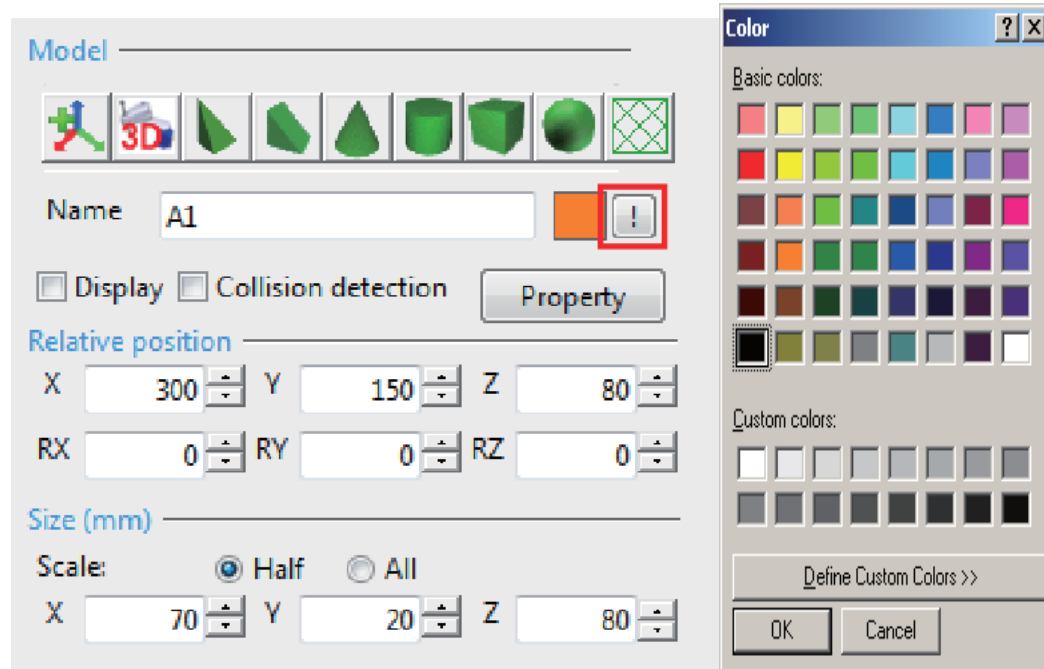 Model
3D
Name A1 !
Display Collision detection Property
Relative position
X 300 Y 150 Z 80
RX 0 RY 0 RZ 0
Size (mm)
Scale: Half All
X 70 Y 20 Z 80
Color ? X
Basic colors:
Custom colors:
Define Custom Colors >>
OK Cancel